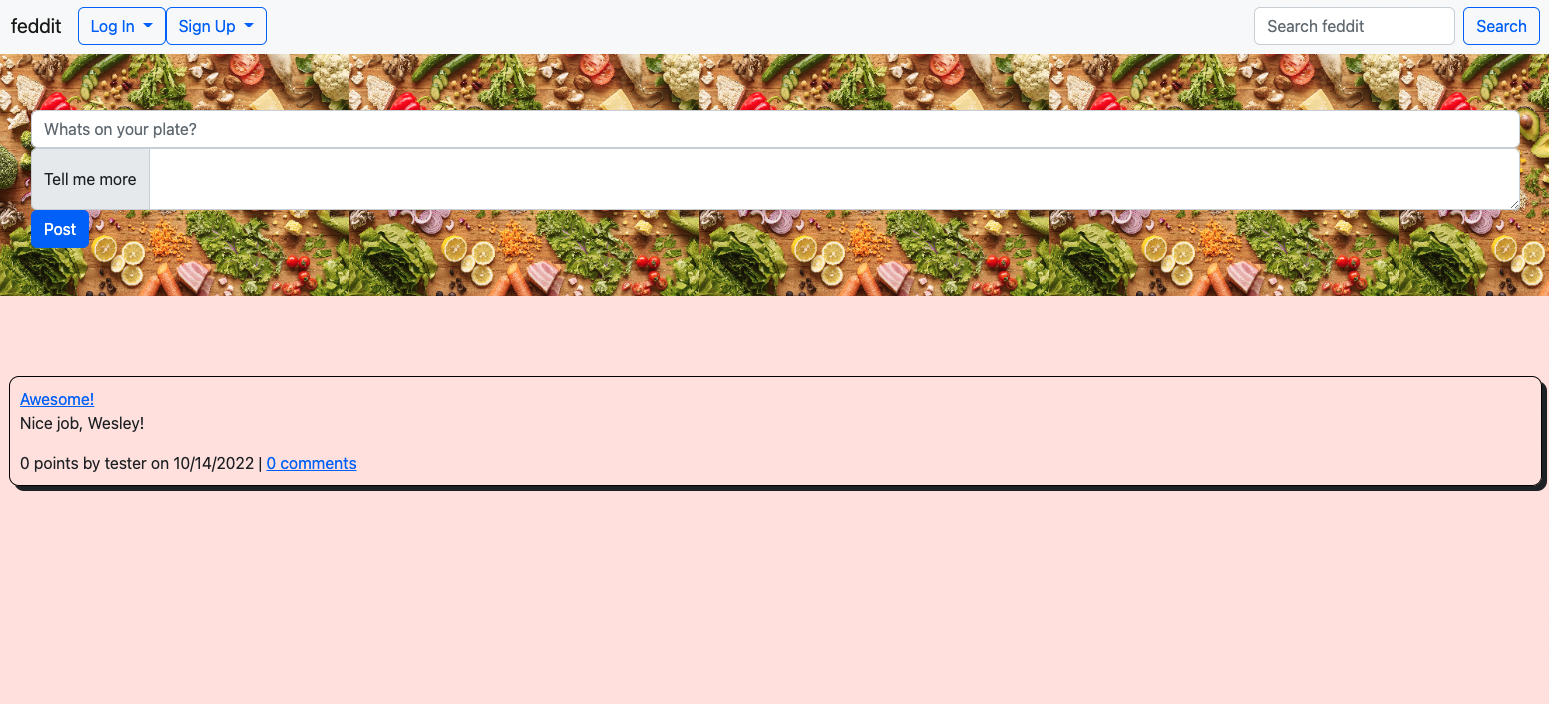 feddit Log In Sign Up Search feddit Search
Whats on your plate?
Tell me more
Post
Awesome!
Nice job, Wesley!
0 points by tester on 10/14/2022 | 0 comments